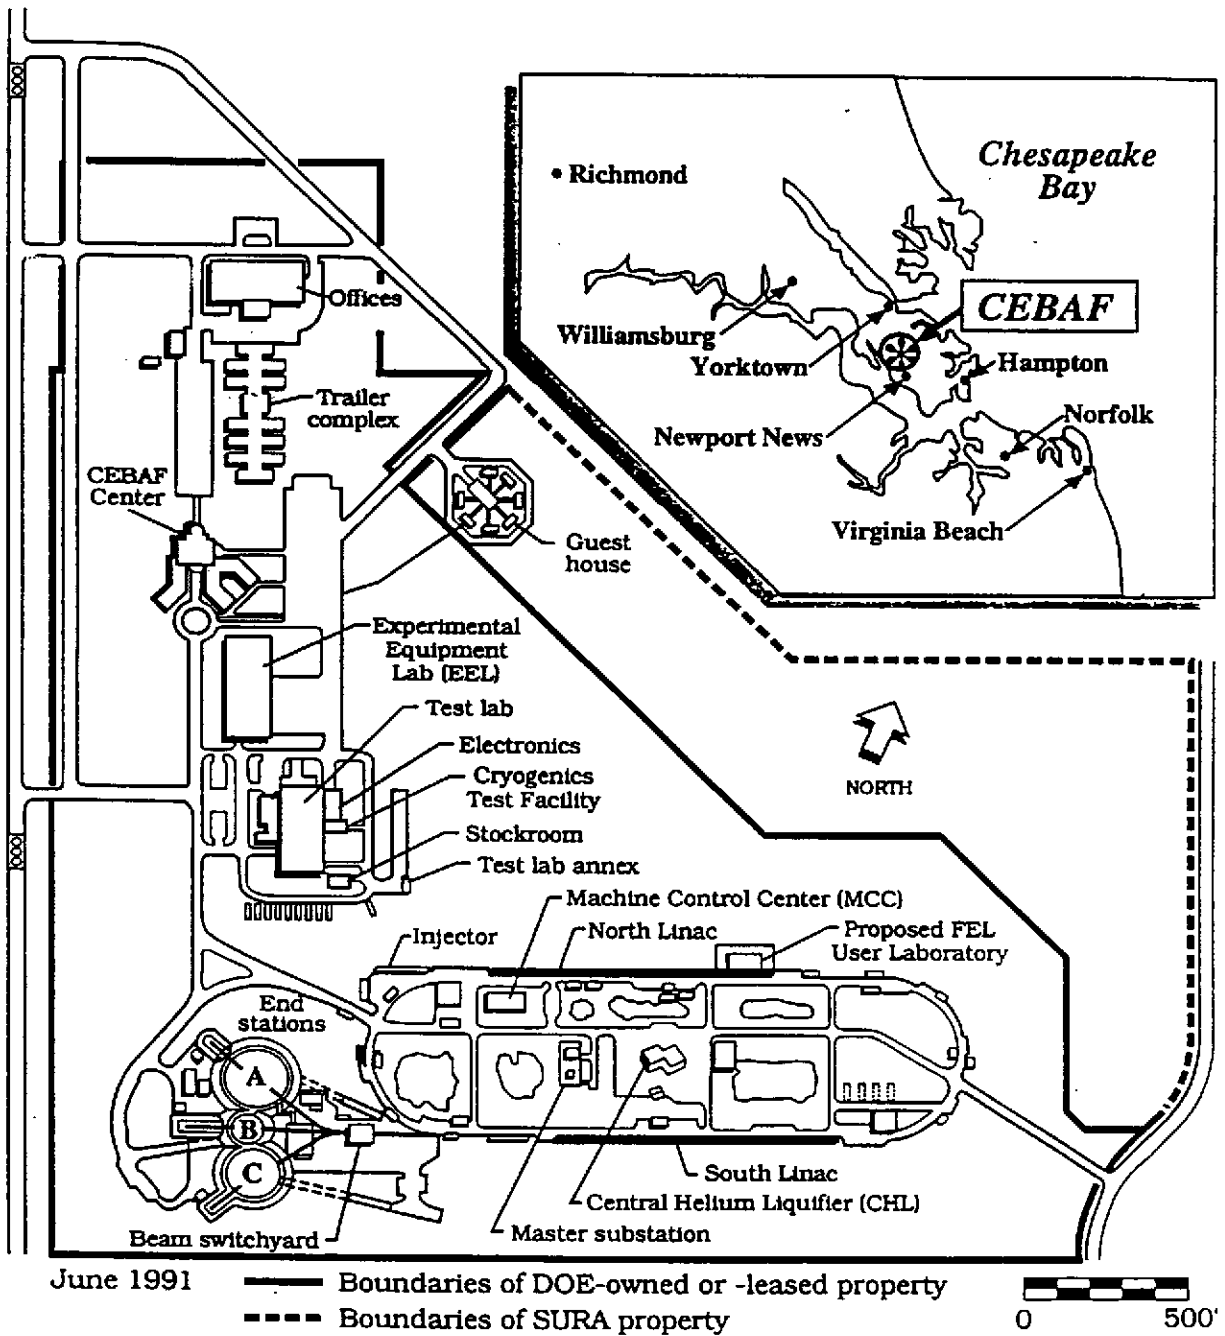 Chesapeake
Bay
Richmond
CEBAF
Williamsburg
Yorktown
Hampton
Newport News
Norfolk
Virginia Beach
Offices
Trailer
complex
CEBAF
Center
Guest
house
Experimental
Equipment
Lab (EEL)
Test lab
Electronics
Cryogenics
Test Facility
Stockroom
Test lab annex
NORTH
Machine Control Center (MCC)
Injector
North Linac
Proposed FEL
User Laboratory
End
stations
A
B
C
South Linac
Central Helium Liquifier (CHL)
Master substation
Beam switchyard
June 1991
Boundaries of DOE-owned or -leased property
Boundaries of SURA property
0
500'